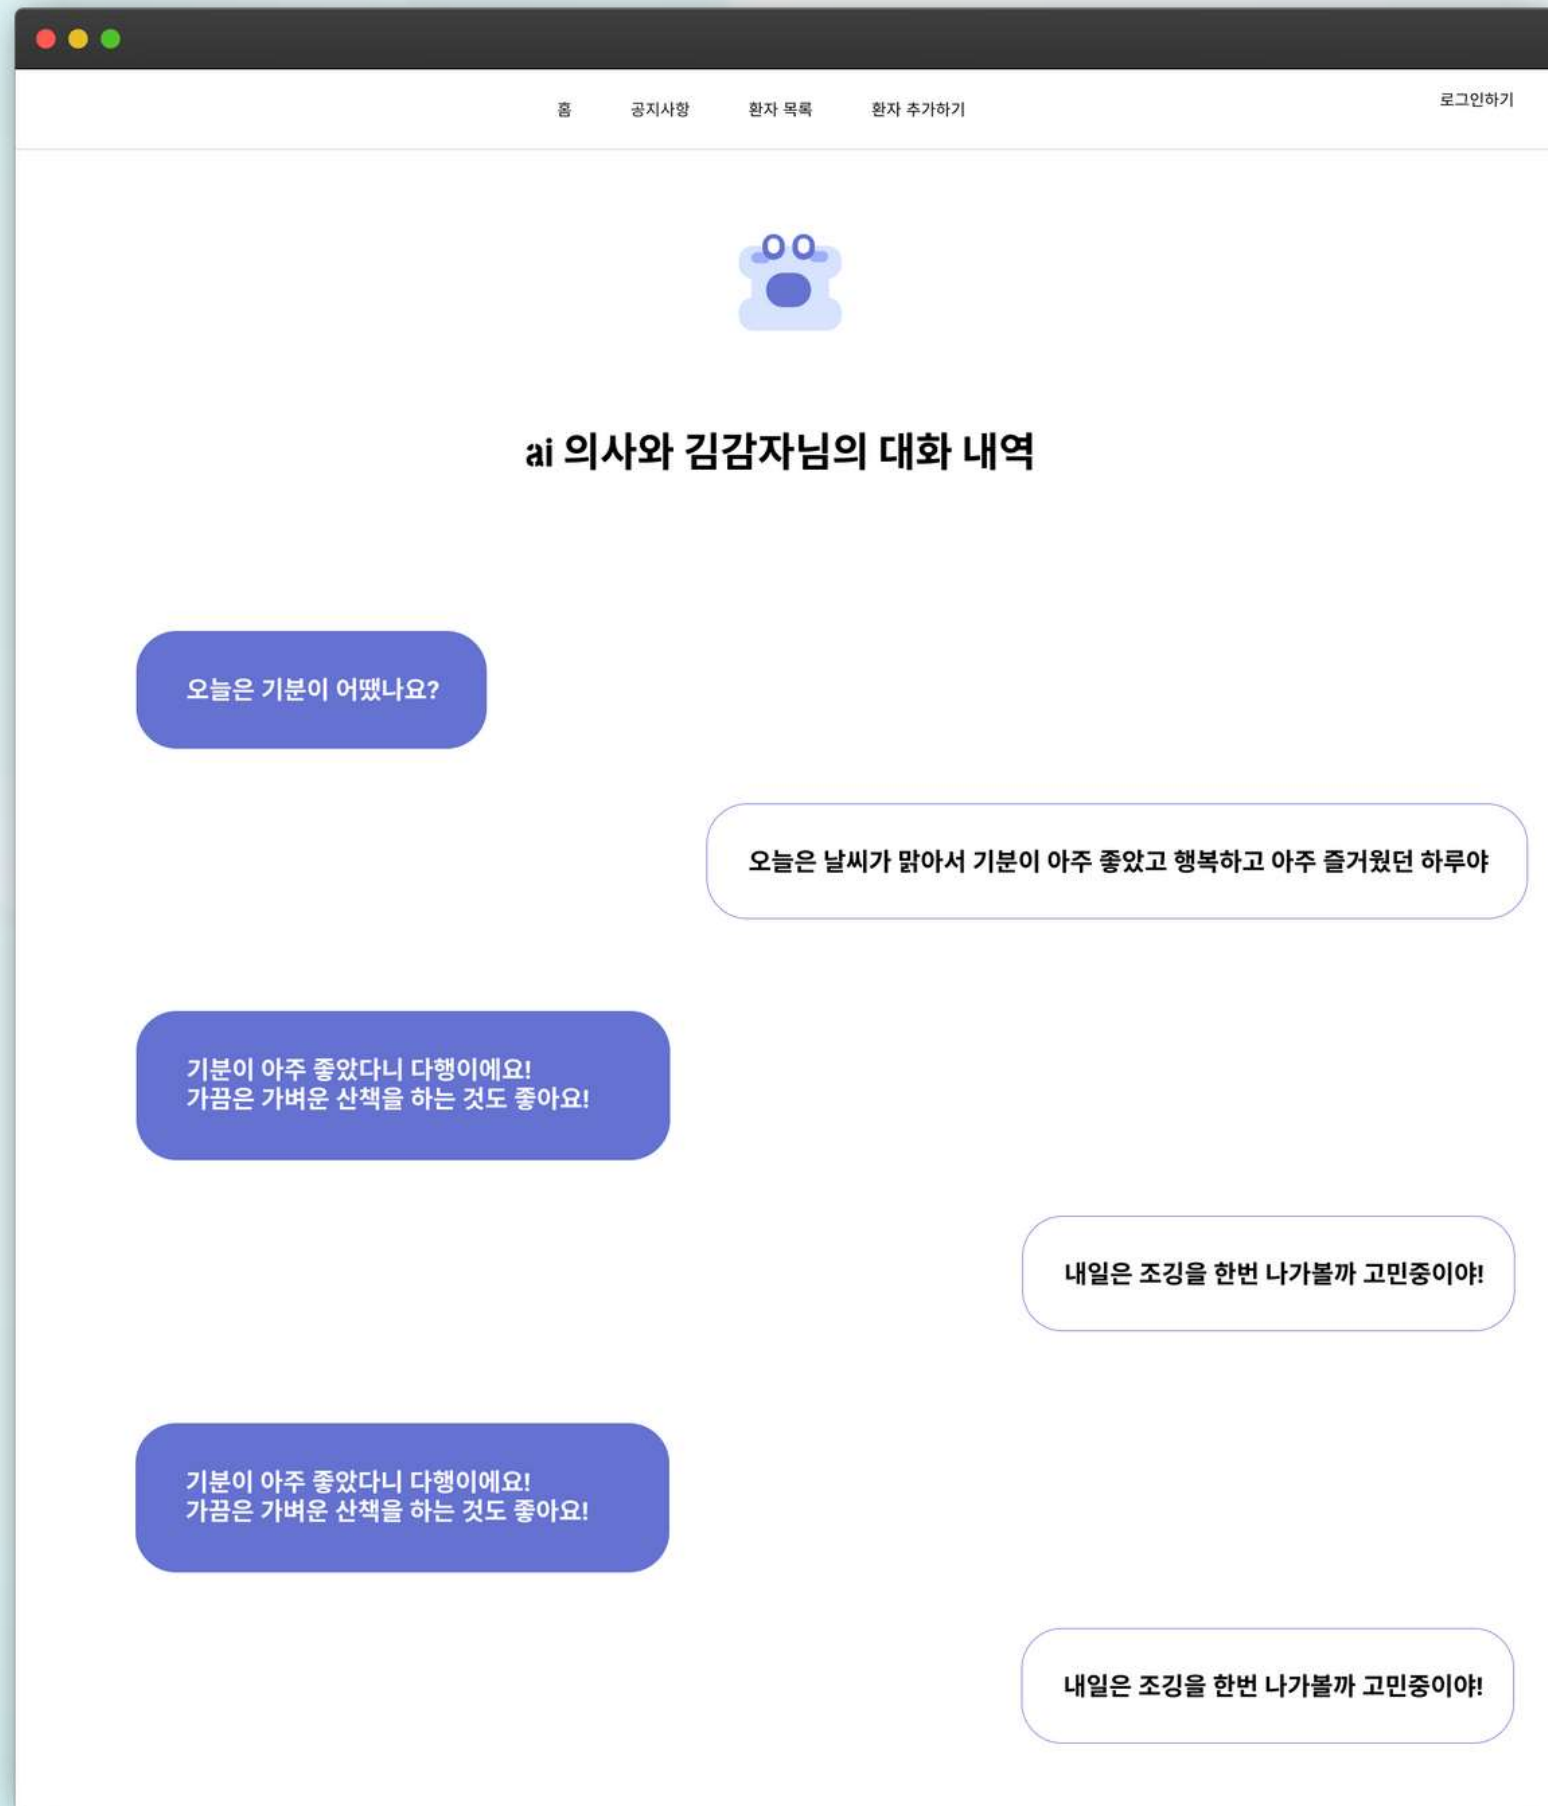 홈 공지사항 환자 목록 환자 추가하기 로그인하기
ai 의사와 김감자님의 대화 내역
오늘은 기분이 어땠나요?
오늘은 날씨가 맑아서 기분이 아주 좋았고 행복하고 아주 즐거웠던 하루야
기분이 아주 좋았다니 다행이에요!
가끔은 가벼운 산책을 하는 것도 좋아요!
내일은 조깅을 한번 나가볼까 고민중이야!
기분이 아주 좋았다니 다행이에요!
가끔은 가벼운 산책을 하는 것도 좋아요!
내일은 조깅을 한번 나가볼까 고민중이야!